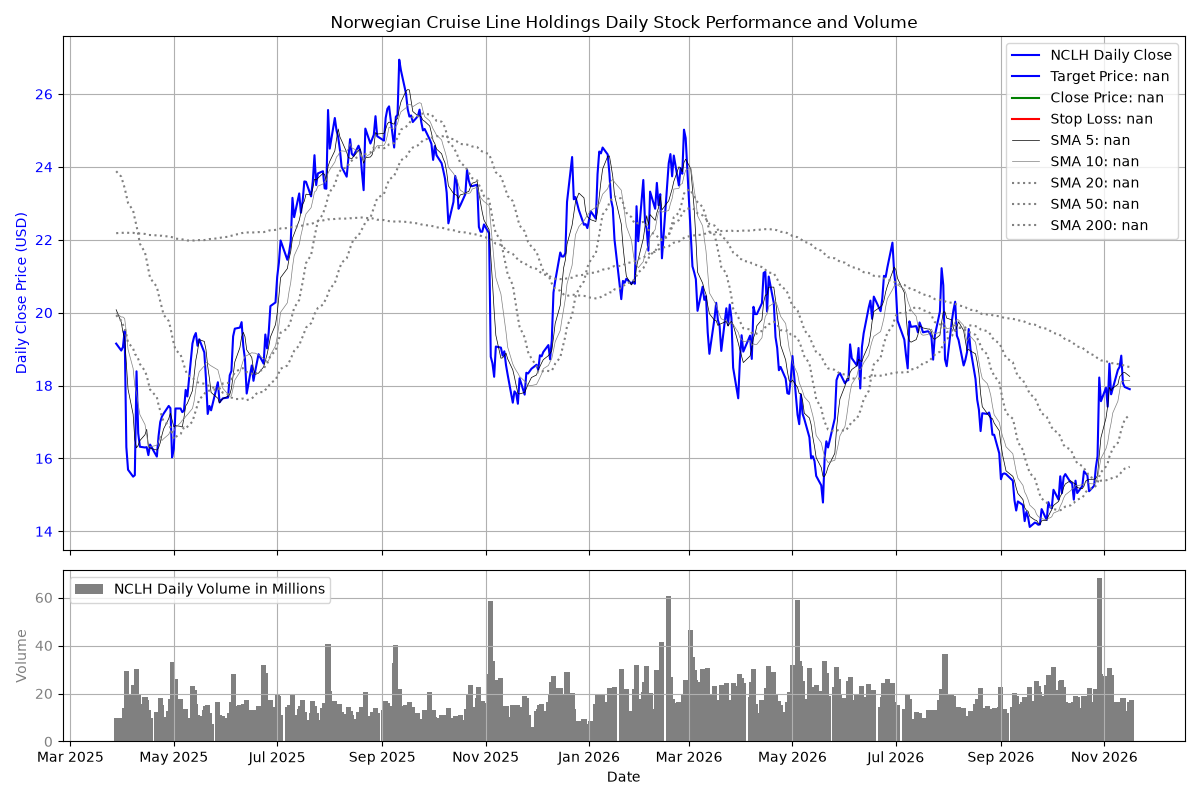 Norwegian Cruise Line Holdings Daily Stock Performance and Volume
Daily Close Price (USD)
26
24
22
20
18
16
14
NCLH Daily Close
Target Price: nan
Close Price: nan
Stop Loss: nan
SMA 5: nan
SMA 10: nan
SMA 20: nan
SMA 50: nan
SMA 200: nan
Volume
60
40
20
0
NCLH Daily Volume in Millions
Mar 2025
May 2025
Jul 2025
Sep 2025
Nov 2025
Jan 2026
Mar 2026
May 2026
Jul 2026
Sep 2026
Nov 2026
Date